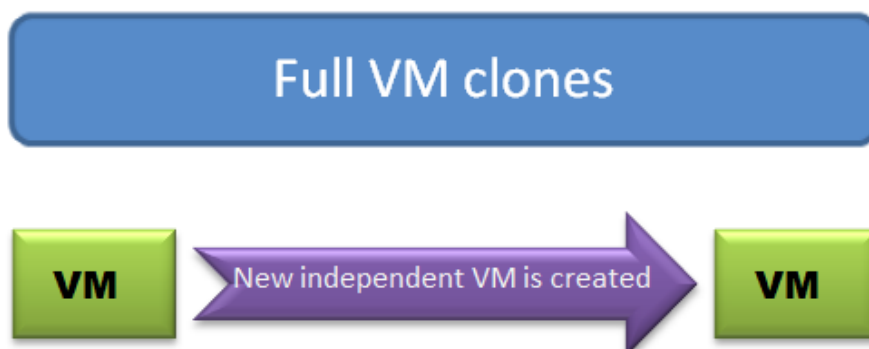 Full VM clones
VM
New independent VM is created
VM